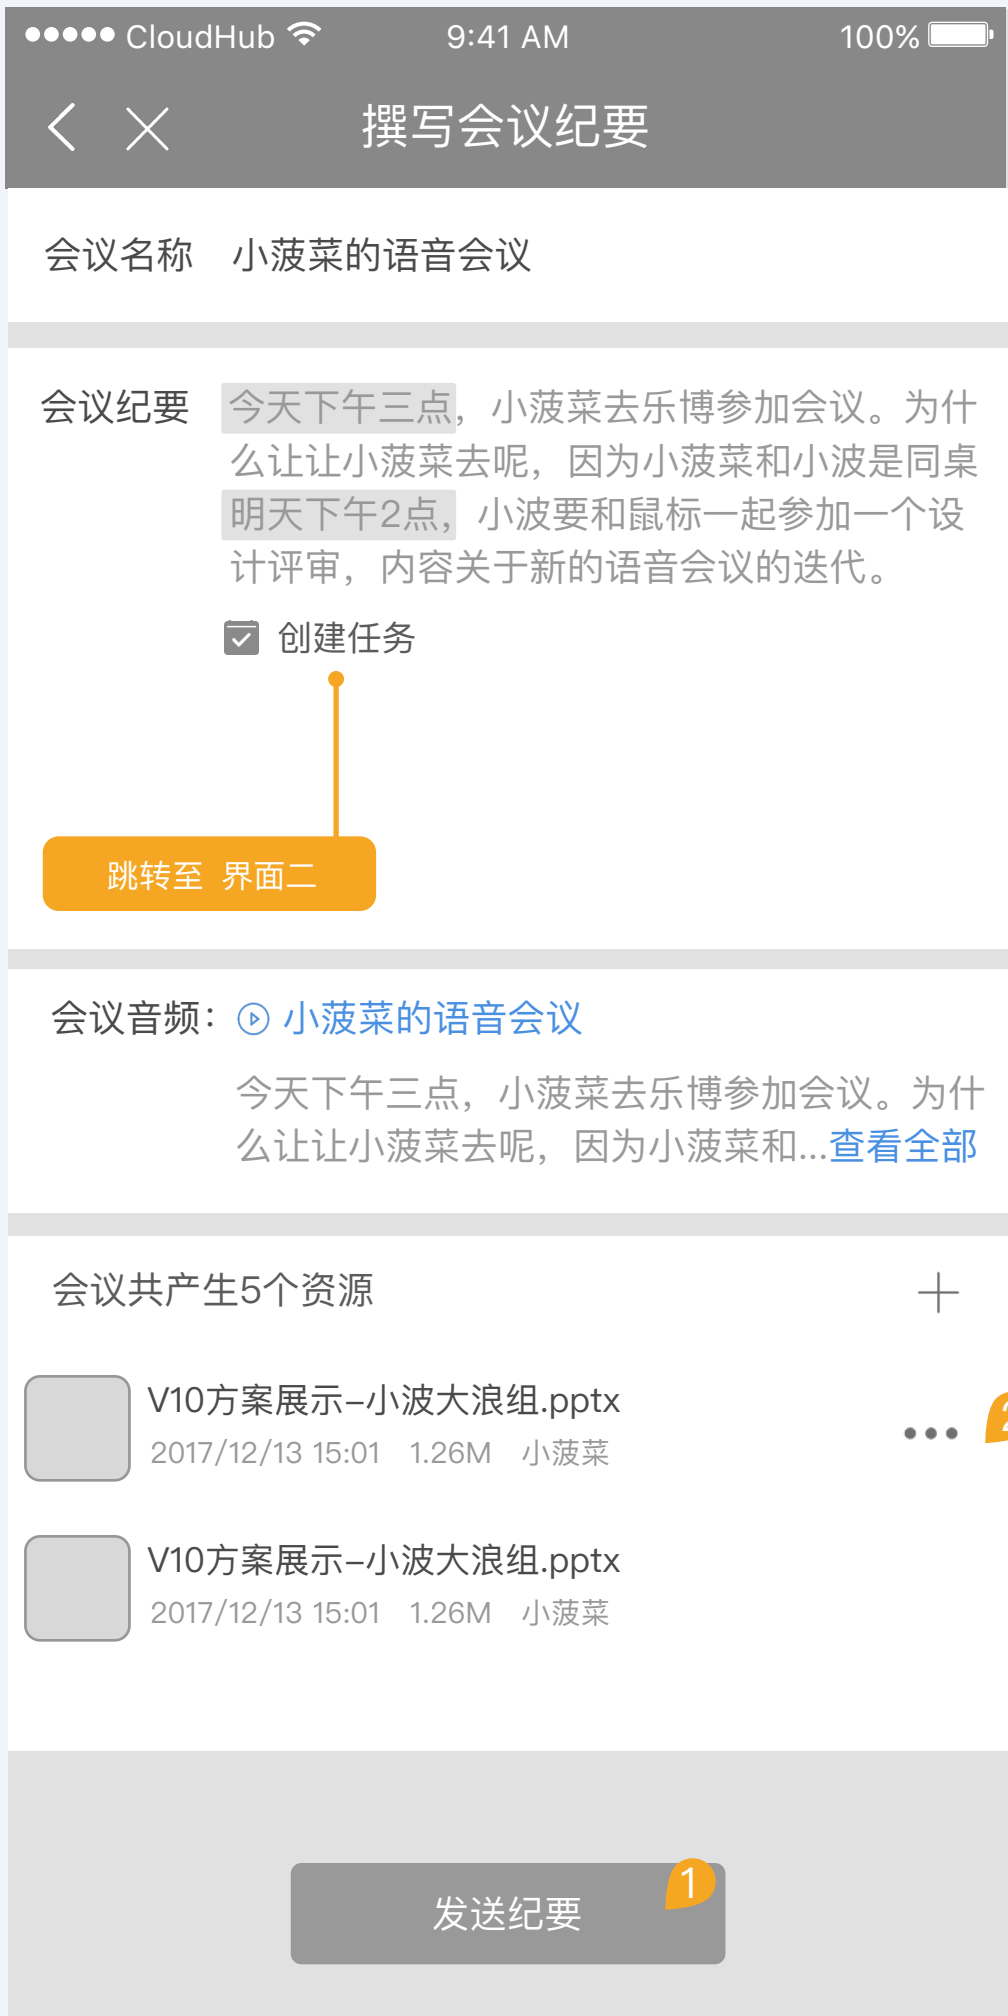 CloudHub 9:41 AM 100%
撰写会议纪要
会议名称 小菠菜的语音会议
会议纪要 今天下午三点，小菠菜去乐博参加会议。为什
么让让小菠菜去呢，因为小菠菜和小波是同桌
明天下午2点，小波要和鼠标一起参加一个设
计评审，内容关于新的语音会议的迭代。
创建任务
跳转至 界面二
会议音频： 小菠菜的语音会议
今天下午三点，小菠菜去乐博参加会议。为什
么让让小菠菜去呢，因为小菠菜和...查看全部
会议共产生5个资源
V10方案展示-小波大浪组.pptx
2017/12/13 15:01 1.26M 小菠菜
V10方案展示-小波大浪组.pptx
2017/12/13 15:01 1.26M 小菠菜
发送纪要 1